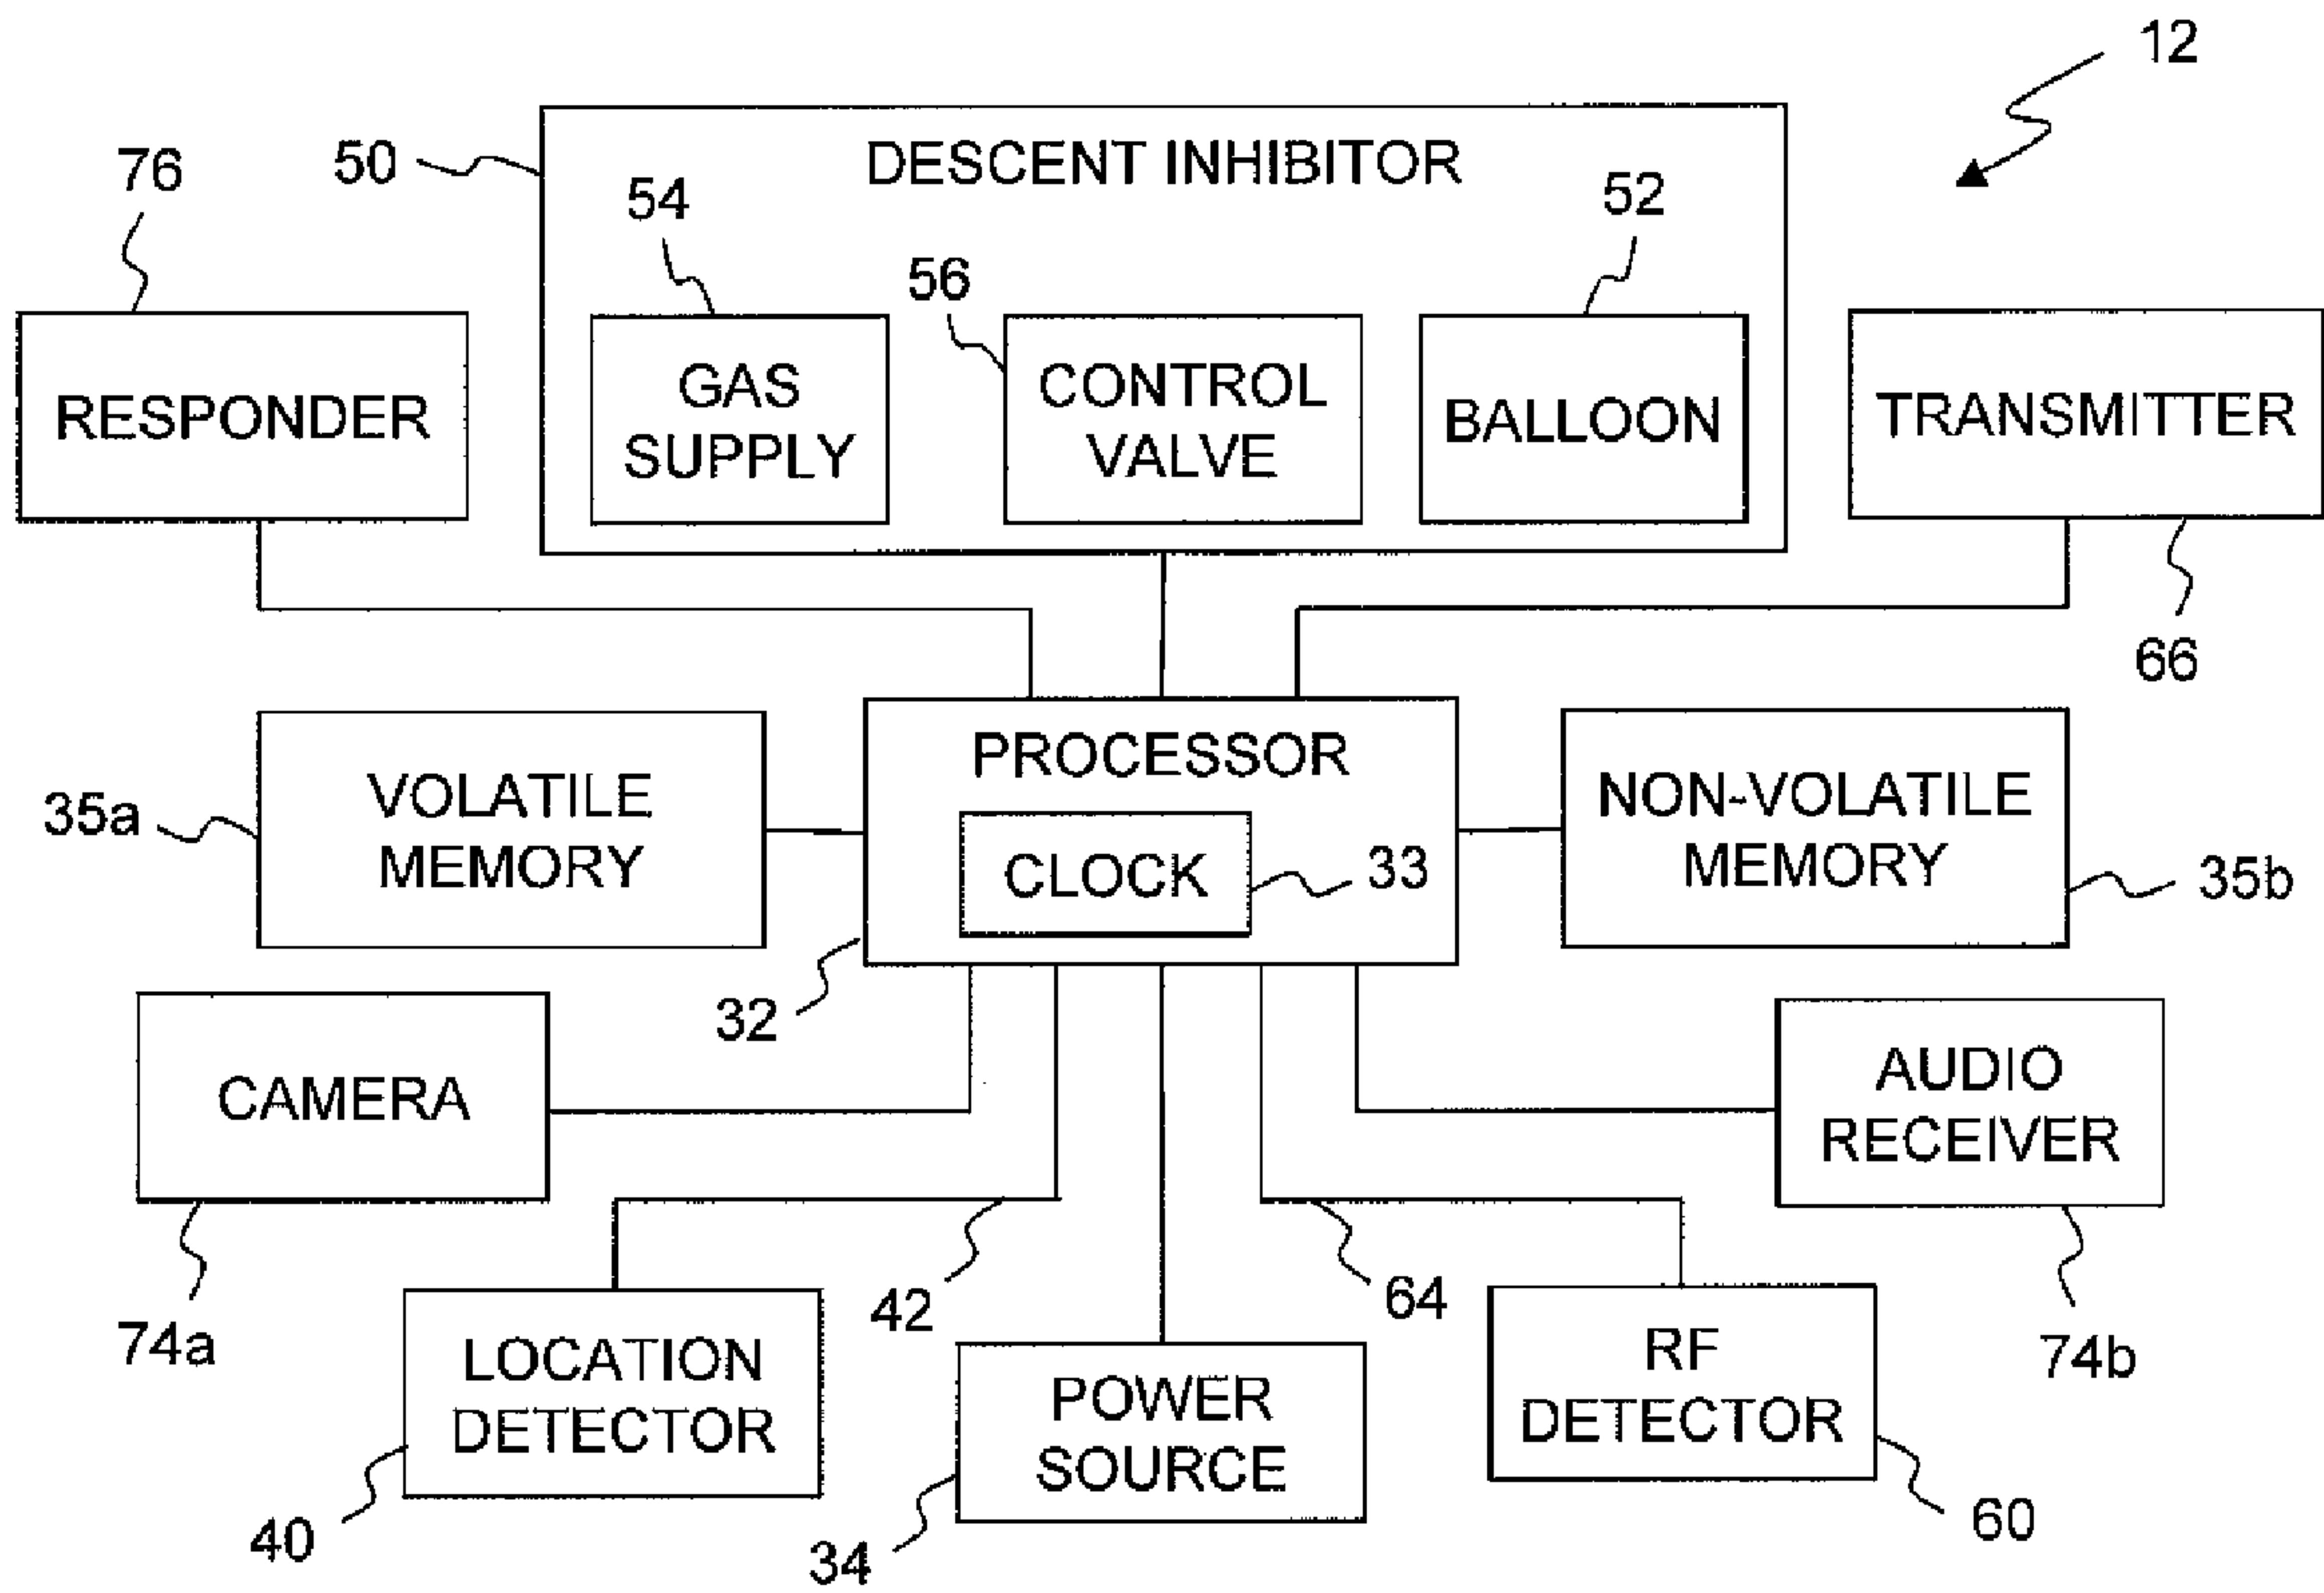 12
76
50
DESCENT INHIBITOR
54
52
56
RESPONDER
GAS
SUPPLY
CONTROL
VALVE
BALLOON
TRANSMITTER
66
35a
VOLATILE
MEMORY
PROCESSOR
CLOCK
33
NON-VOLATILE
MEMORY
35b
32
CAMERA
AUDIO
RECEIVER
74a
42
64
74b
LOCATION
DETECTOR
POWER
SOURCE
RF
DETECTOR
40
34
60